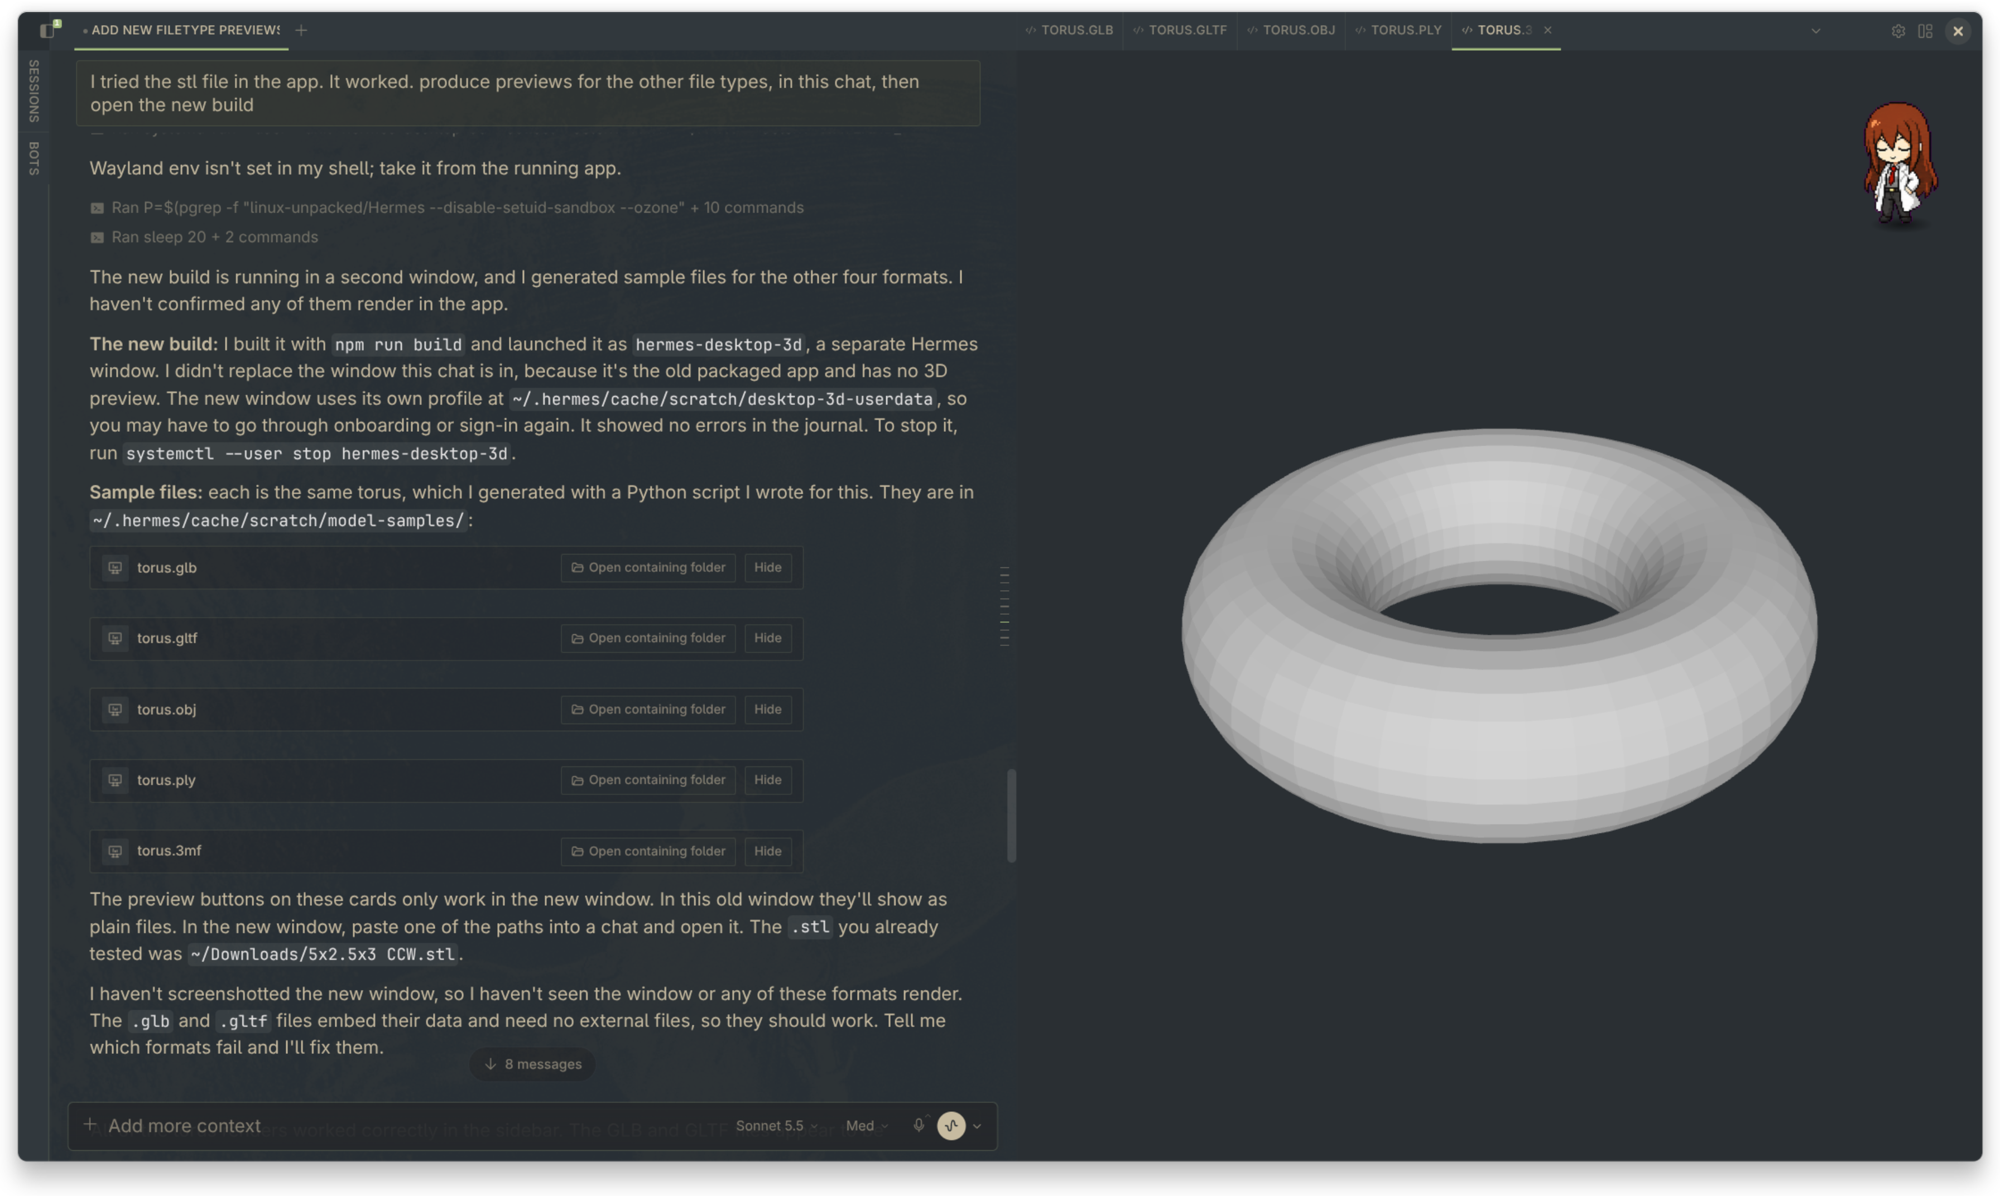 ADD NEW FILETYPE PREVIEWS
TORUS.GLB
TORUS.GLTF
TORUS.OBJ
TORUS.PLY
TORUS.3
SESSIONS
BOTS
I tried the stl file in the app. It worked. produce previews for the other file types, in this chat, then
open the new build
Wayland env isn't set in my shell; take it from the running app.
Ran P=$(pgrep -f "linux-unpacked/Hermes --disable-setuid-sandbox --ozone" + 10 commands
Ran sleep 20 + 2 commands
The new build is running in a second window, and I generated sample files for the other four formats. I
haven't confirmed any of them render in the app.
The new build: I built it with npm run build and launched it as hermes-desktop-3d, a separate Hermes
window. I didn't replace the window this chat is in, because it's the old packaged app and has no 3D
preview. The new window uses its own profile at ~/.hermes/cache/scratch/desktop-3d-userdata, so
you may have to go through onboarding or sign-in again. It showed no errors in the journal. To stop it,
run systemctl --user stop hermes-desktop-3d.
Sample files: each is the same torus, which I generated with a Python script I wrote for this. They are in
~/.hermes/cache/scratch/model-samples/:
torus.glb Open containing folder Hide
torus.gltf Open containing folder Hide
torus.obj Open containing folder Hide
torus.ply Open containing folder Hide
torus.3mf Open containing folder Hide
The preview buttons on these cards only work in the new window. In this old window they'll show as
plain files. In the new window, paste one of the paths into a chat and open it. The .stl you already
tested was ~/Downloads/5x2.5x3 CCW.stl.
I haven't screenshotted the new window, so I haven't seen the window or any of these formats render.
The .glb and .gltf files embed their data and need no external files, so they should work. Tell me
which formats fail and I'll fix them.
8 messages
Add more context
Sonnet 5.5
Med